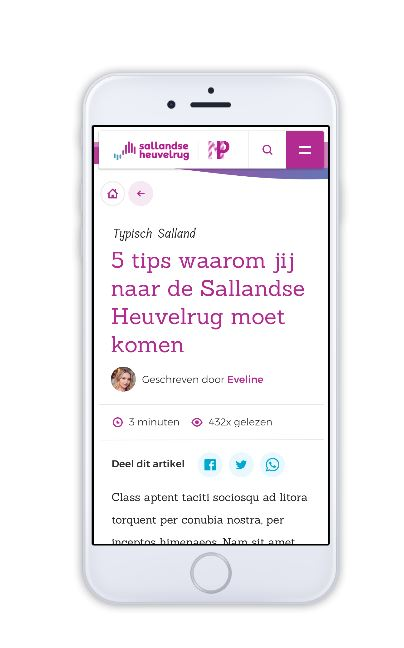 sallandse
heuvelrug
Typisch Salland
5 tips waarom jij
naar de Sallandse
Heuvelrug moet
komen
Geschreven door Eveline
3 minuten 432x gelezen
Deel dit artikel
Class aptent taciti sociosqu ad litora
torquent per conubia nostra, per
inceptos himenaeos. Nam sit amet